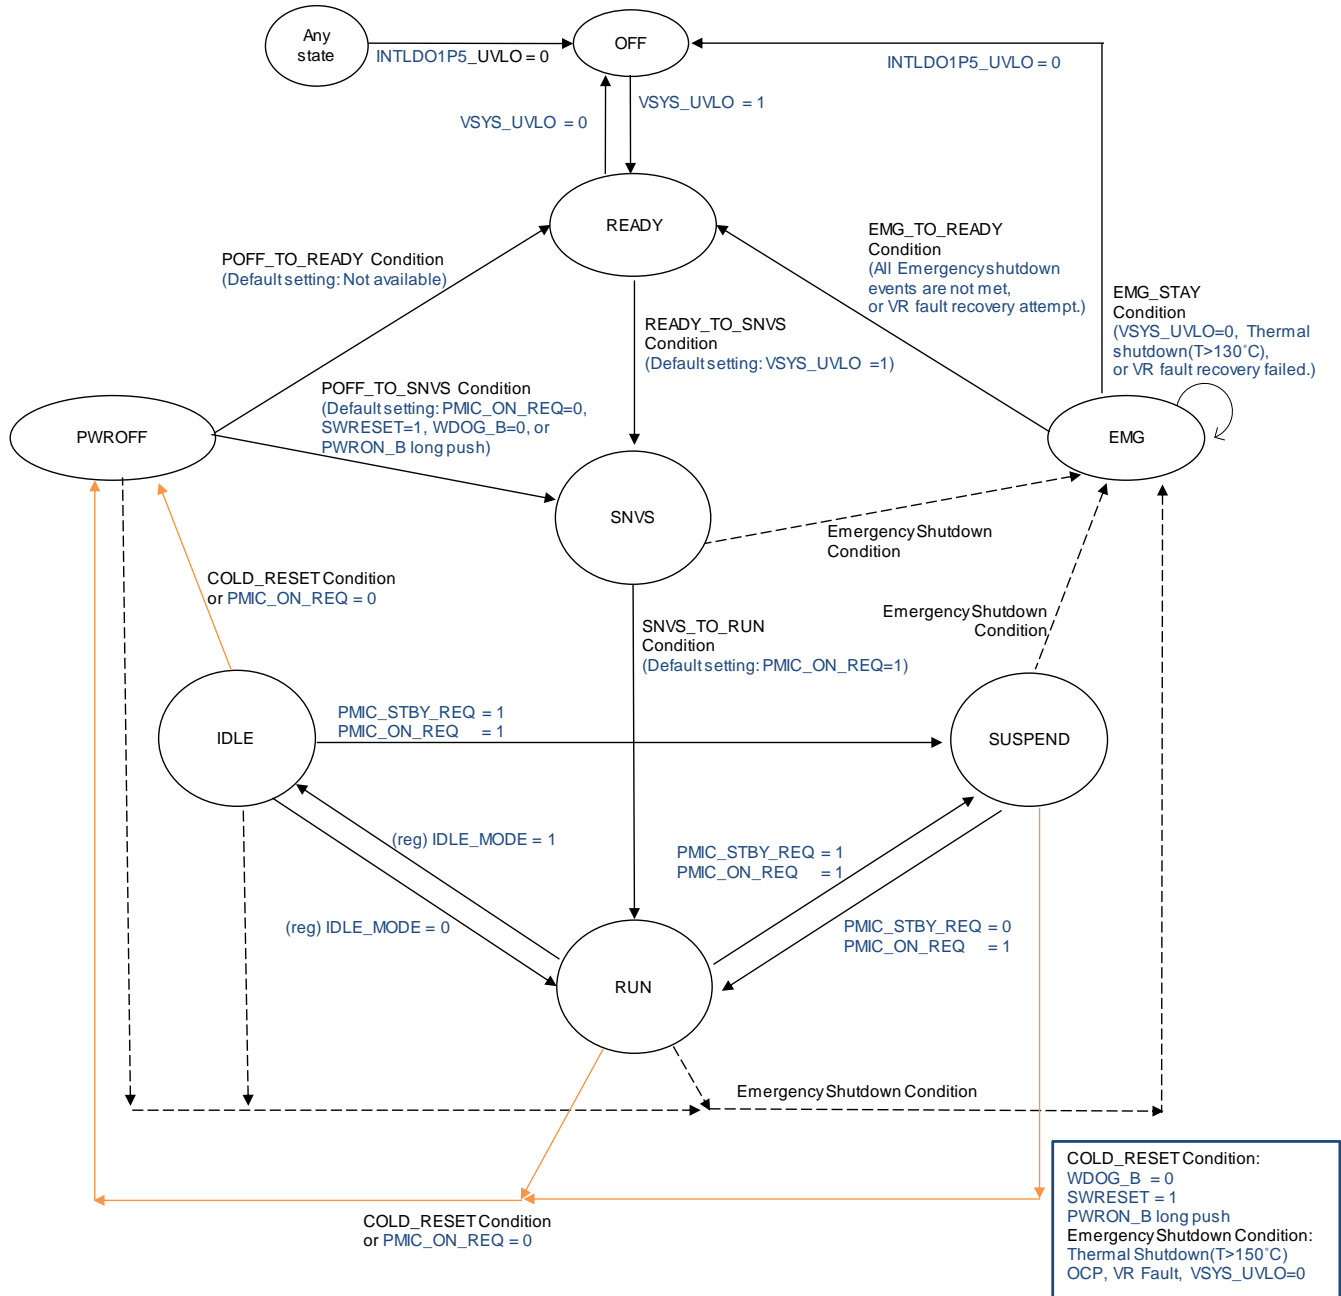 Any
state
OFF
INTLDO1P5_UVLO = 0
INTLDO1P5_UVLO = 0
VSYS_UVLO = 1
VSYS_UVLO = 0
READY
POFF_TO_READY Condition
(Default setting: Not available)
EMG_TO_READY
Condition
(All Emergency shutdown
events are not met,
or VR fault recovery attempt.)
EMG_STAY
Condition
(VSYS_UVLO=0, Thermal
shutdown(T>130˚C),
or VR fault recovery failed.)
READY_TO_SNVS
Condition
(Default setting: VSYS_UVLO =1)
POFF_TO_SNVS Condition
(Default setting: PMIC_ON_REQ=0,
SWRESET=1, WDOG_B=0, or
PWRON_B long push)
PWROFF
EMG
SNVS
Emergency Shutdown
Condition
COLD_RESET Condition
or PMIC_ON_REQ = 0
Emergency Shutdown
Condition
SNVS_TO_RUN
Condition
(Default setting: PMIC_ON_REQ=1)
IDLE
PMIC_STBY_REQ = 1
PMIC_ON_REQ = 1
SUSPEND
(reg) IDLE_MODE = 1
PMIC_STBY_REQ = 1
PMIC_ON_REQ = 1
(reg) IDLE_MODE = 0
PMIC_STBY_REQ = 0
PMIC_ON_REQ = 1
RUN
Emergency Shutdown Condition
COLD_RESET Condition
or PMIC_ON_REQ = 0
COLD_RESET Condition:
WDOG_B = 0
SWRESET = 1
PWRON_B long push
Emergency Shutdown Condition:
Thermal Shutdown(T>150˚C)
OCP, VR Fault, VSYS_UVLO=0